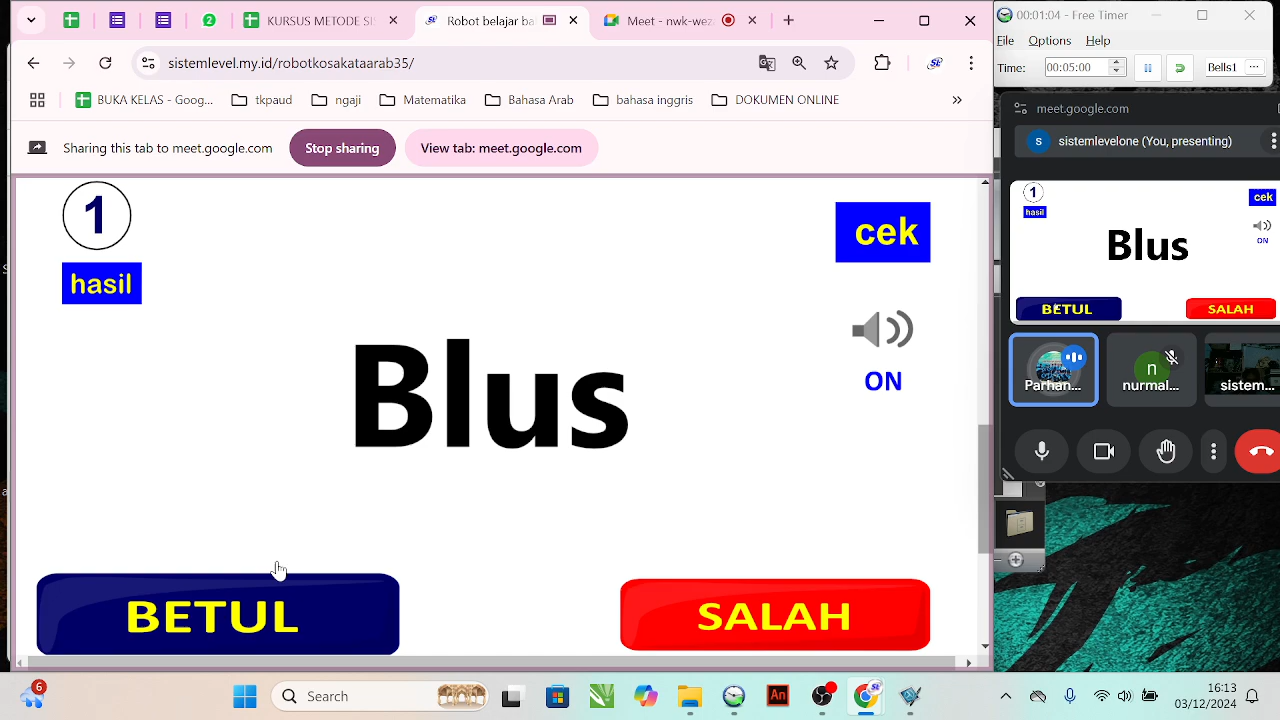 2
KURSUS METODE SI
Robot belajar ba
Meet - nwk-wez
sistemlevel.my.id/robotkosakataarab35/
BUKA KELAS - Goog...
tkpaud
ngaji
Matematika
Bahasa arab
bahasa inggris
DOKUMEN ONLINE
»
Sharing this tab to meet.google.com
Stop sharing
View tab: meet.google.com
1
hasil
cek
ON
Blus
BETUL
SALAH
00:01:04 - Free Timer
File Options Help
Time: 00:05:00
Bells1 ...
meet.google.com
s
sistemlevelone (You, presenting)
1
hasil
cek
ON
Blus
BETUL
SALAH
Parhan...
n
nurmal...
sistem...
6
Search
An
16:13
03/12/2024